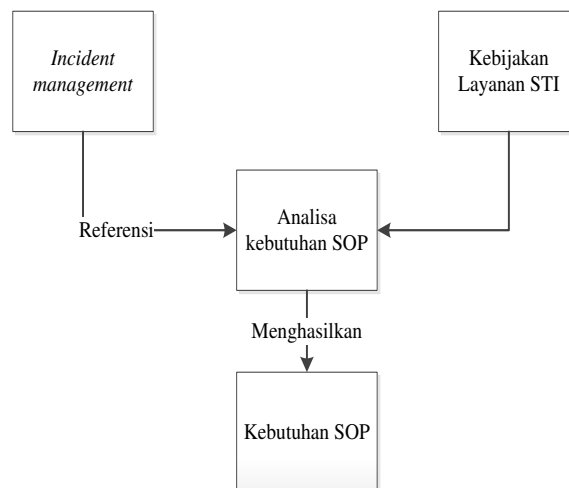 Incident
management
Kebijakan
Layanan STI
Referensi
Analisa
kebutuhan SOP
Menghasilkan
Kebutuhan SOP